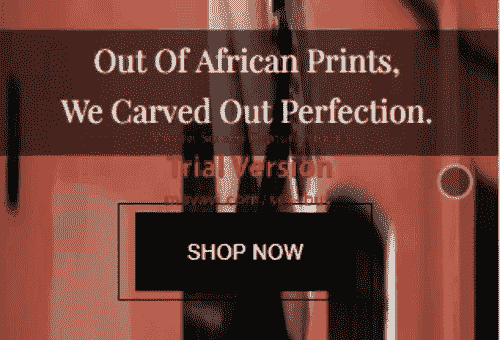 Out Of African Prints,
We Carved Out Perfection.
Trial Version
SHOP NOW